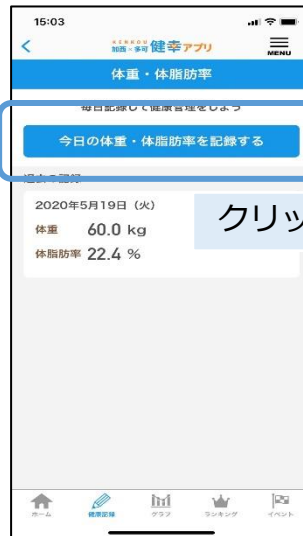 15:03
KENKOU
加西-多可 健幸アプリ
MENU
体重・体脂肪率
毎日記録して健康管理をしよう
今日の体重・体脂肪率を記録する
過去の記録
2020年5月19日（火）
体重 60.0 kg
体脂肪率 22.4 %
クリッ
ホーム 健康記録 グラフ ランキング イベント